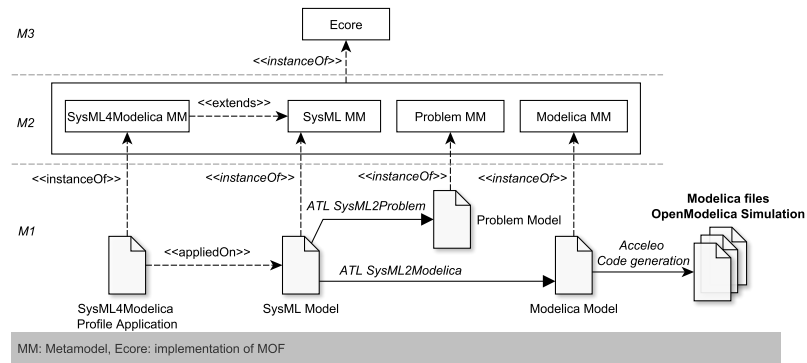 M3
Ecore
<<instanceOf>>
M2
SysML4Modelica MM
<<extends>>
SysML MM
Problem MM
Modelica MM
<<instanceOf>>
<<instanceOf>>
<<instanceOf>>
<<instanceOf>>
M1
ATL SysML2Problem
Problem Model
Modelica files
OpenModelica Simulation
<<appliedOn>>
ATL SysML2Modelica
Acceleo
Code generation
SysML4Modelica
Profile Application
SysML Model
Modelica Model
MM: Metamodel, Ecore: implementation of MOF